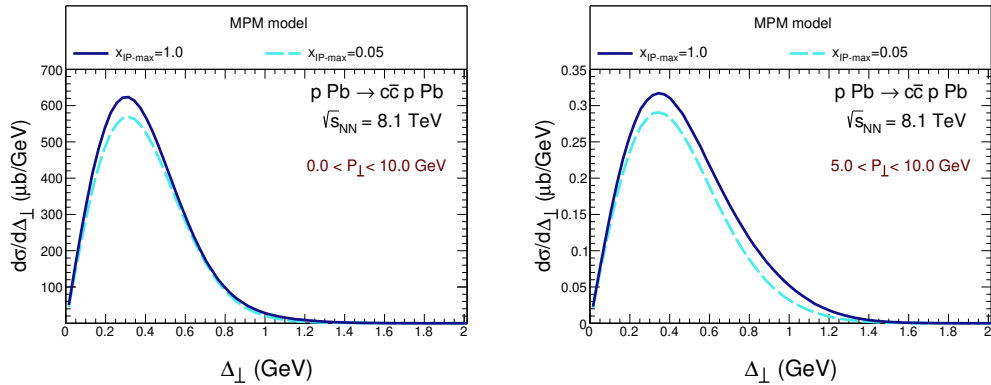 MPM model
x_IP-max=1.0 x_IP-max=0.05
700
600
500
400
300
200
100
0 0.2 0.4 0.6 0.8 1 1.2 1.4 1.6 1.8 2
dσ/dΔ⊥ (μb/GeV)
Δ⊥ (GeV)
p Pb → cc̄ p Pb
√s_NN = 8.1 TeV
0.0 < P⊥ < 10.0 GeV
MPM model
x_IP-max=1.0 x_IP-max=0.05
0.35
0.3
0.25
0.2
0.15
0.1
0.05
0
0 0.2 0.4 0.6 0.8 1 1.2 1.4 1.6 1.8 2
dσ/dΔ⊥ (μb/GeV)
Δ⊥ (GeV)
p Pb → cc̄ p Pb
√s_NN = 8.1 TeV
5.0 < P⊥ < 10.0 GeV